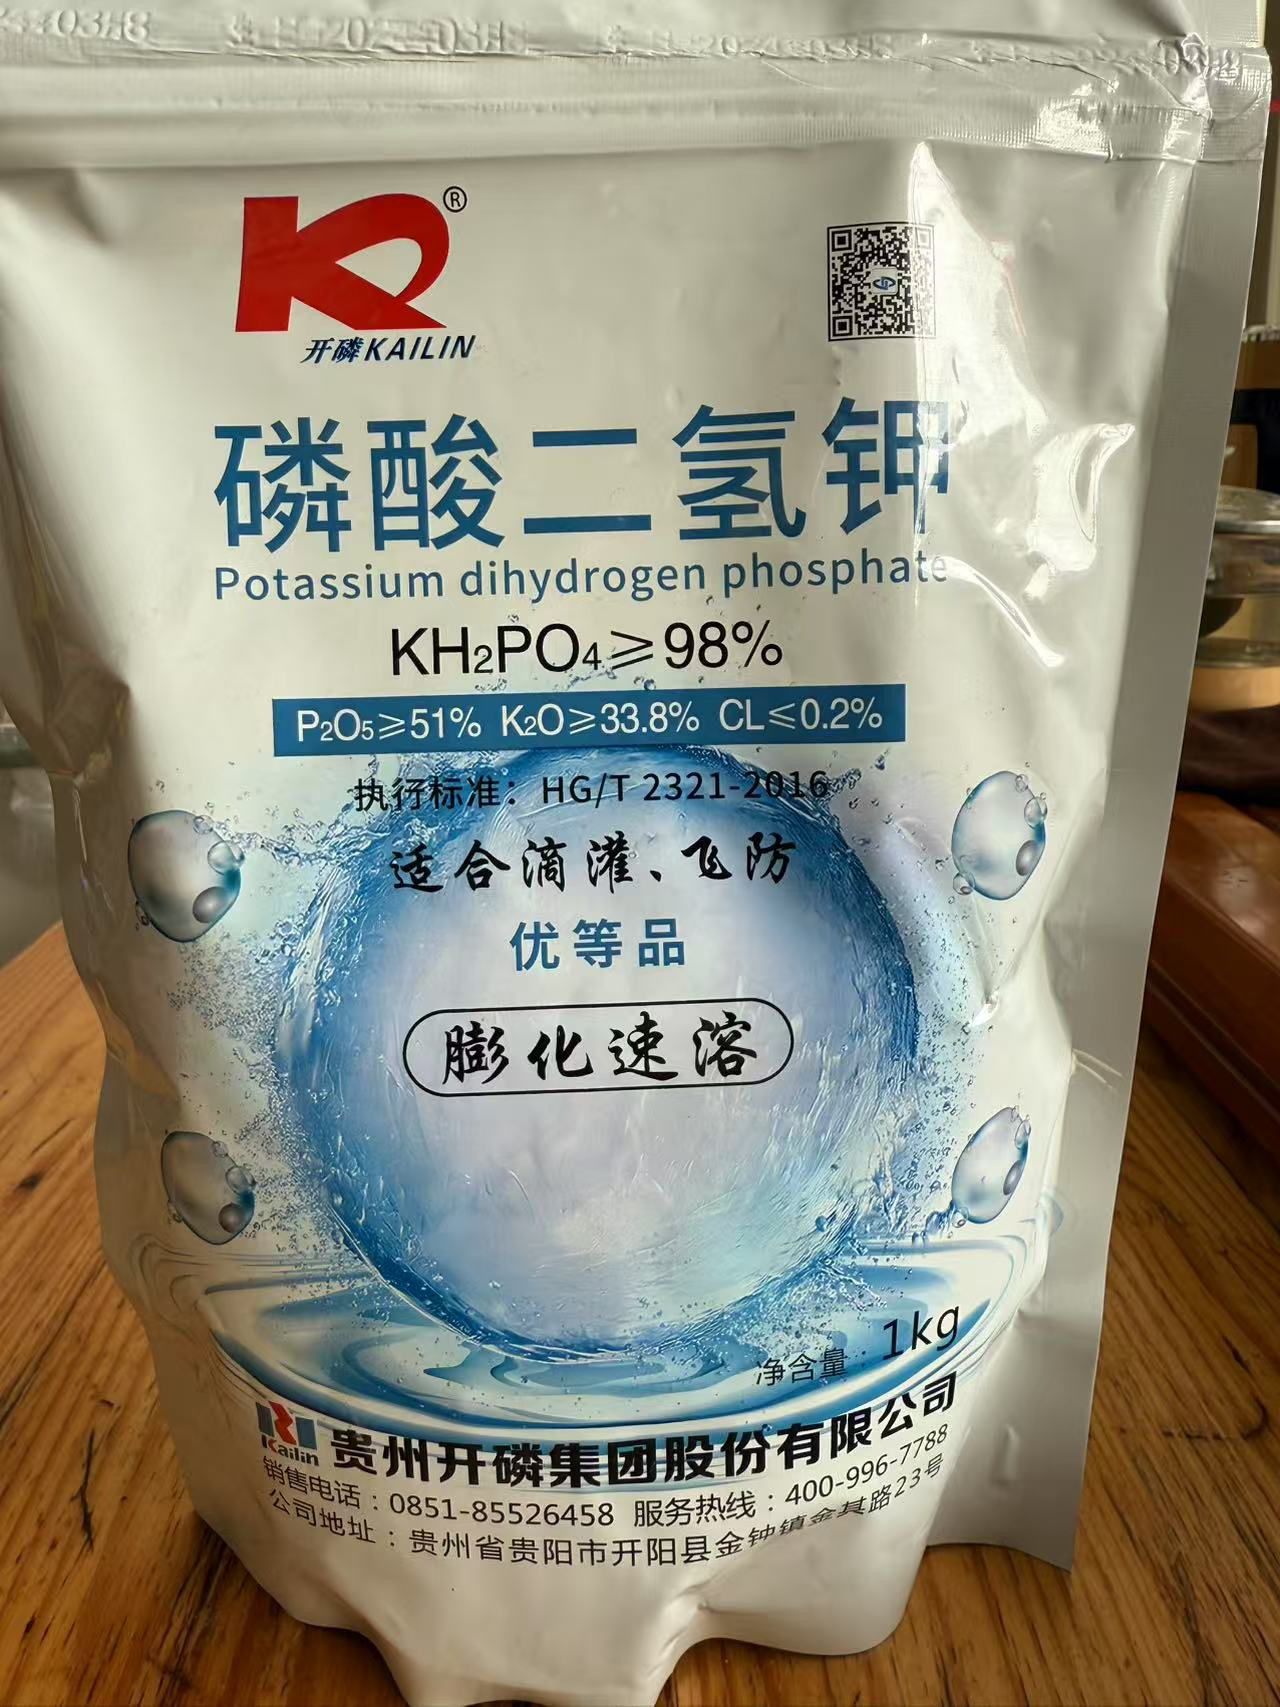 ®
开磷KAILIN
磷酸二氢钾
Potassium dihydrogen phosphate
KH₂PO₄≥98%
P₂O₅≥51% K₂O≥33.8% CL≤0.2%
执行标准：HG/T 2321-2016
适合滴灌、飞防
优等品
膨化速溶
净含量：1kg
Kailin 贵州开磷集团股份有限公司
销售电话：0851-85526458 服务热线：400-996-7788
公司地址：贵州省贵阳市开阳县金钟镇金其路23号